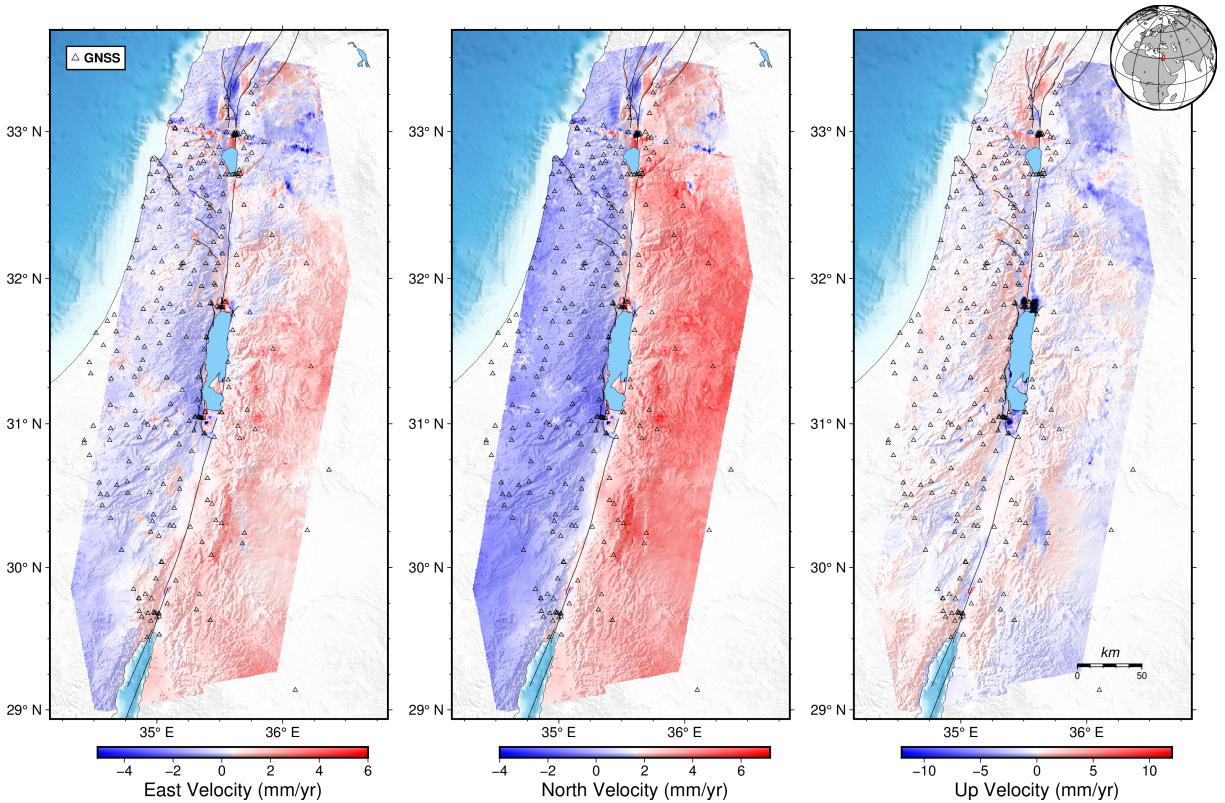 GNSS
33° N
32° N
31° N
30° N
29° N
35° E
36° E
−4
−2
0
2
4
6
East Velocity (mm/yr)
33° N
32° N
31° N
30° N
29° N
35° E
36° E
−4
−2
0
2
4
6
North Velocity (mm/yr)
33° N
32° N
31° N
30° N
29° N
km
0
50
35° E
36° E
−10
−5
0
5
10
Up Velocity (mm/yr)